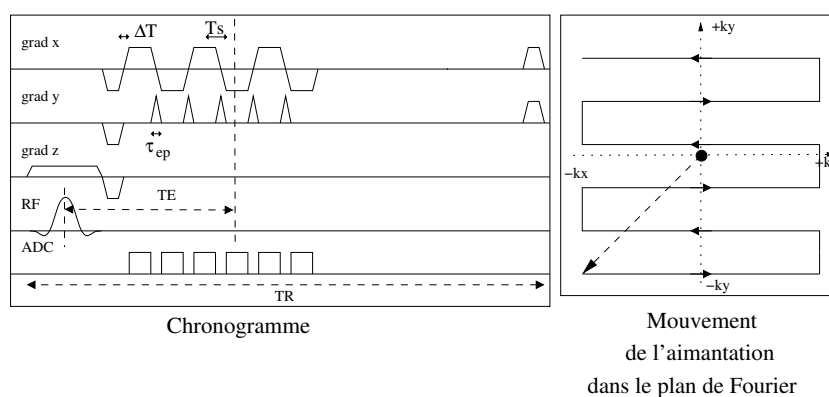 grad x
ΔT
Ts
grad y
τep
grad z
RF
TE
ADC
TR
Chronogramme
+ky
−kx
−k
−ky
Mouvement
de l'aimantation
dans le plan de Fourier